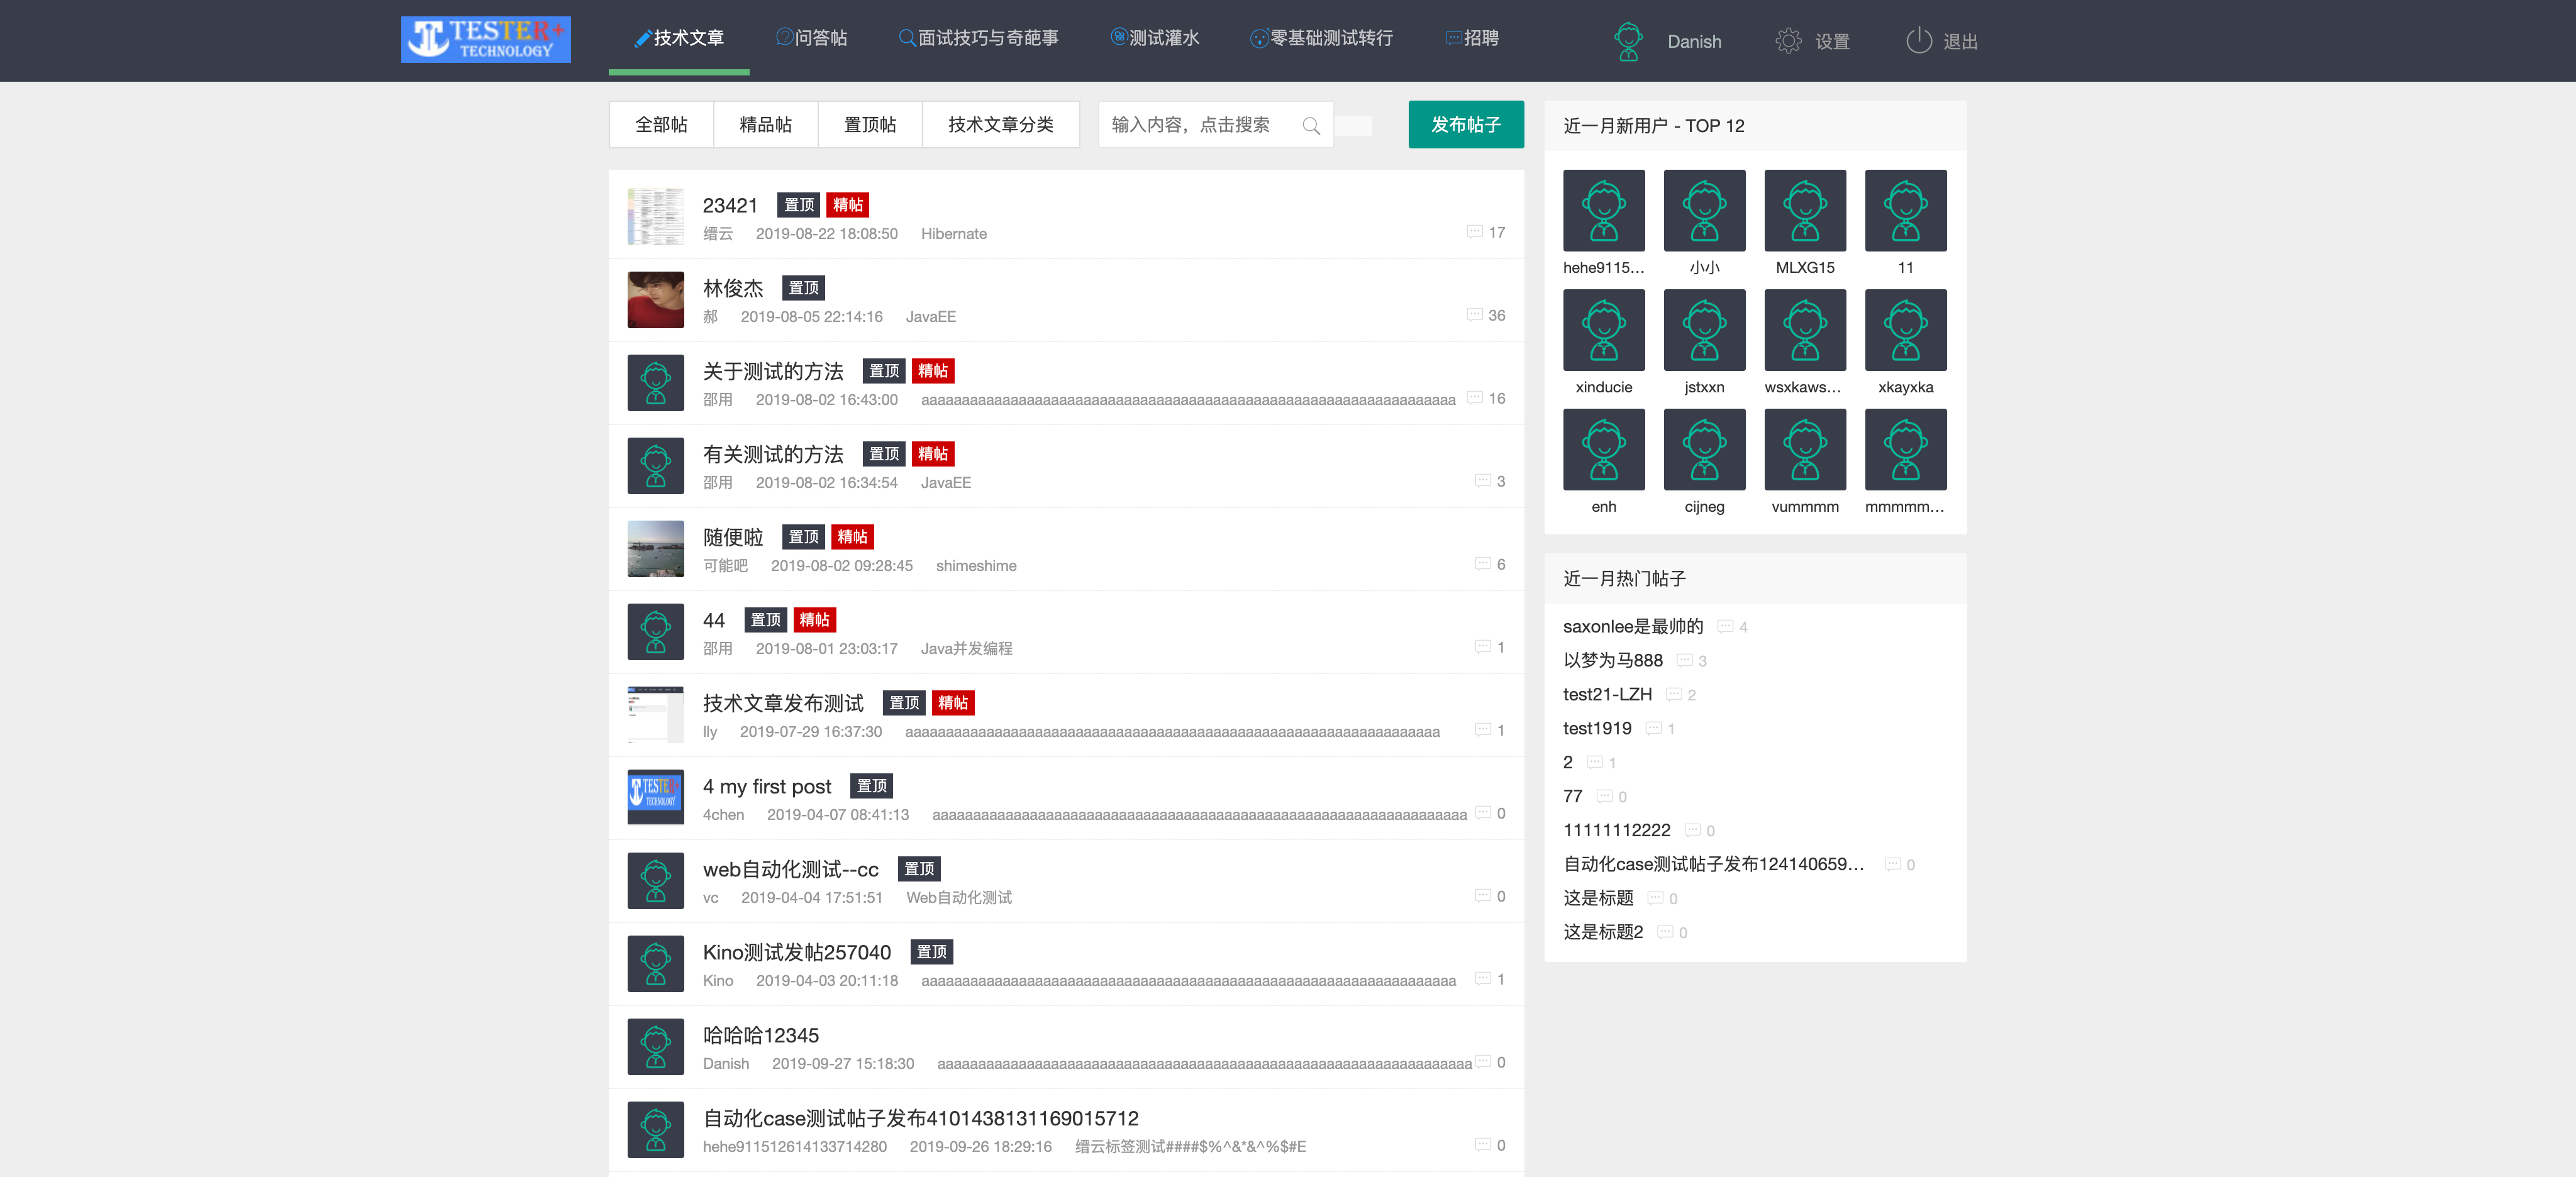 TESTER+
TECHNOLOGY
技术文章 问答帖 面试技巧与奇葩事 测试灌水 零基础测试转行 招聘 Danish 设置 退出
全部帖 精品帖 置顶帖 技术文章分类 输入内容，点击搜索 发布帖子
23421 置顶 精帖
缙云 2019-08-22 18:08:50 Hibernate 17
林俊杰 置顶
郝 2019-08-05 22:14:16 JavaEE 36
关于测试的方法 置顶 精帖
邵用 2019-08-02 16:43:00 aaaaaaaaaaaaaaaaaaaaaaaaaaaaaaaaaaaaaaaaaaaaaaaaaaaaaaaaaaaaaaaaaa 16
有关测试的方法 置顶 精帖
邵用 2019-08-02 16:34:54 JavaEE 3
随便啦 置顶 精帖
可能吧 2019-08-02 09:28:45 shimeshime 6
44 置顶 精帖
邵用 2019-08-01 23:03:17 Java并发编程 1
技术文章发布测试 置顶 精帖
lly 2019-07-29 16:37:30 aaaaaaaaaaaaaaaaaaaaaaaaaaaaaaaaaaaaaaaaaaaaaaaaaaaaaaaaaaaaaaaaaa 1
TESTER+
TECHNOLOGY
4 my first post 置顶
4chen 2019-04-07 08:41:13 aaaaaaaaaaaaaaaaaaaaaaaaaaaaaaaaaaaaaaaaaaaaaaaaaaaaaaaaaaaaaaaaaa 0
web自动化测试--cc 置顶
vc 2019-04-04 17:51:51 Web自动化测试 0
Kino测试发帖257040 置顶
Kino 2019-04-03 20:11:18 aaaaaaaaaaaaaaaaaaaaaaaaaaaaaaaaaaaaaaaaaaaaaaaaaaaaaaaaaaaaaaaaaa 1
哈哈哈12345
Danish 2019-09-27 15:18:30 aaaaaaaaaaaaaaaaaaaaaaaaaaaaaaaaaaaaaaaaaaaaaaaaaaaaaaaaaaaaaaaaaa 0
自动化case测试帖子发布4101438131169015712
hehe911512614133714280 2019-09-26 18:29:16 缙云标签测试####$%^&*&^%$#E 0
近一月新用户 - TOP 12
hehe9115... 小小 MLXG15 11
xinducie jstxxn wsxkaws... xkayxka
enh cijneg vummmm mmmmm...
近一月热门帖子
saxonlee是最帅的 4
以梦为马888 3
test21-LZH 2
test1919 1
2 1
77 0
11111112222 0
自动化case测试帖子发布124140659... 0
这是标题 0
这是标题2 0